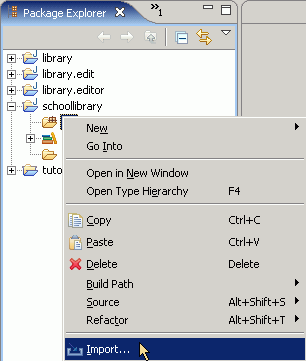 Package Explorer
1
library
library.edit
library.editor
schoollibrary
New
Go Into
tuto
Open in New Window
Open Type Hierarchy F4
Copy Ctrl+C
Paste Ctrl+V
Delete Delete
Build Path
Source Alt+Shift+S
Refactor Alt+Shift+T
Import...